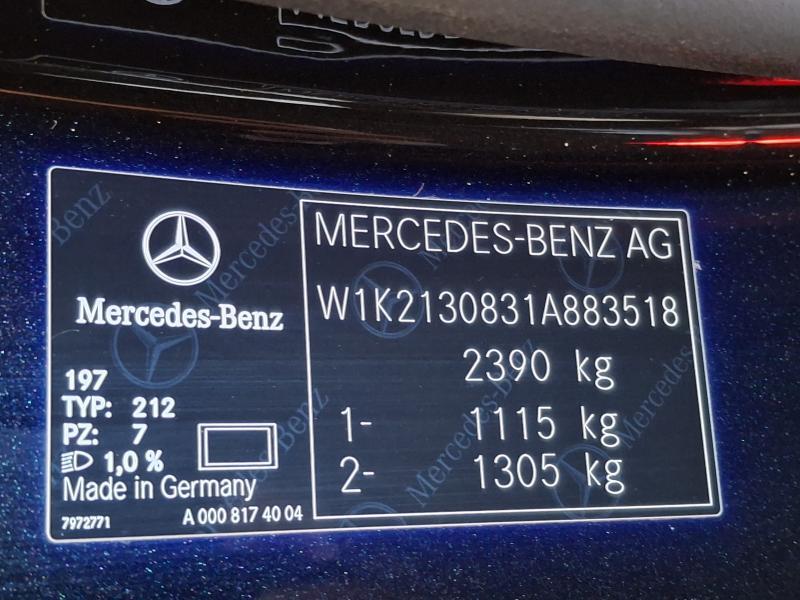 Mercedes-Benz
197
TYP: 212
PZ: 7
1,0 %
Made in Germany
7972771 A 000 817 40 04
MERCEDES-BENZ AG
W1K2130831A883518
2390 kg
1- 1115 kg
2- 1305 kg